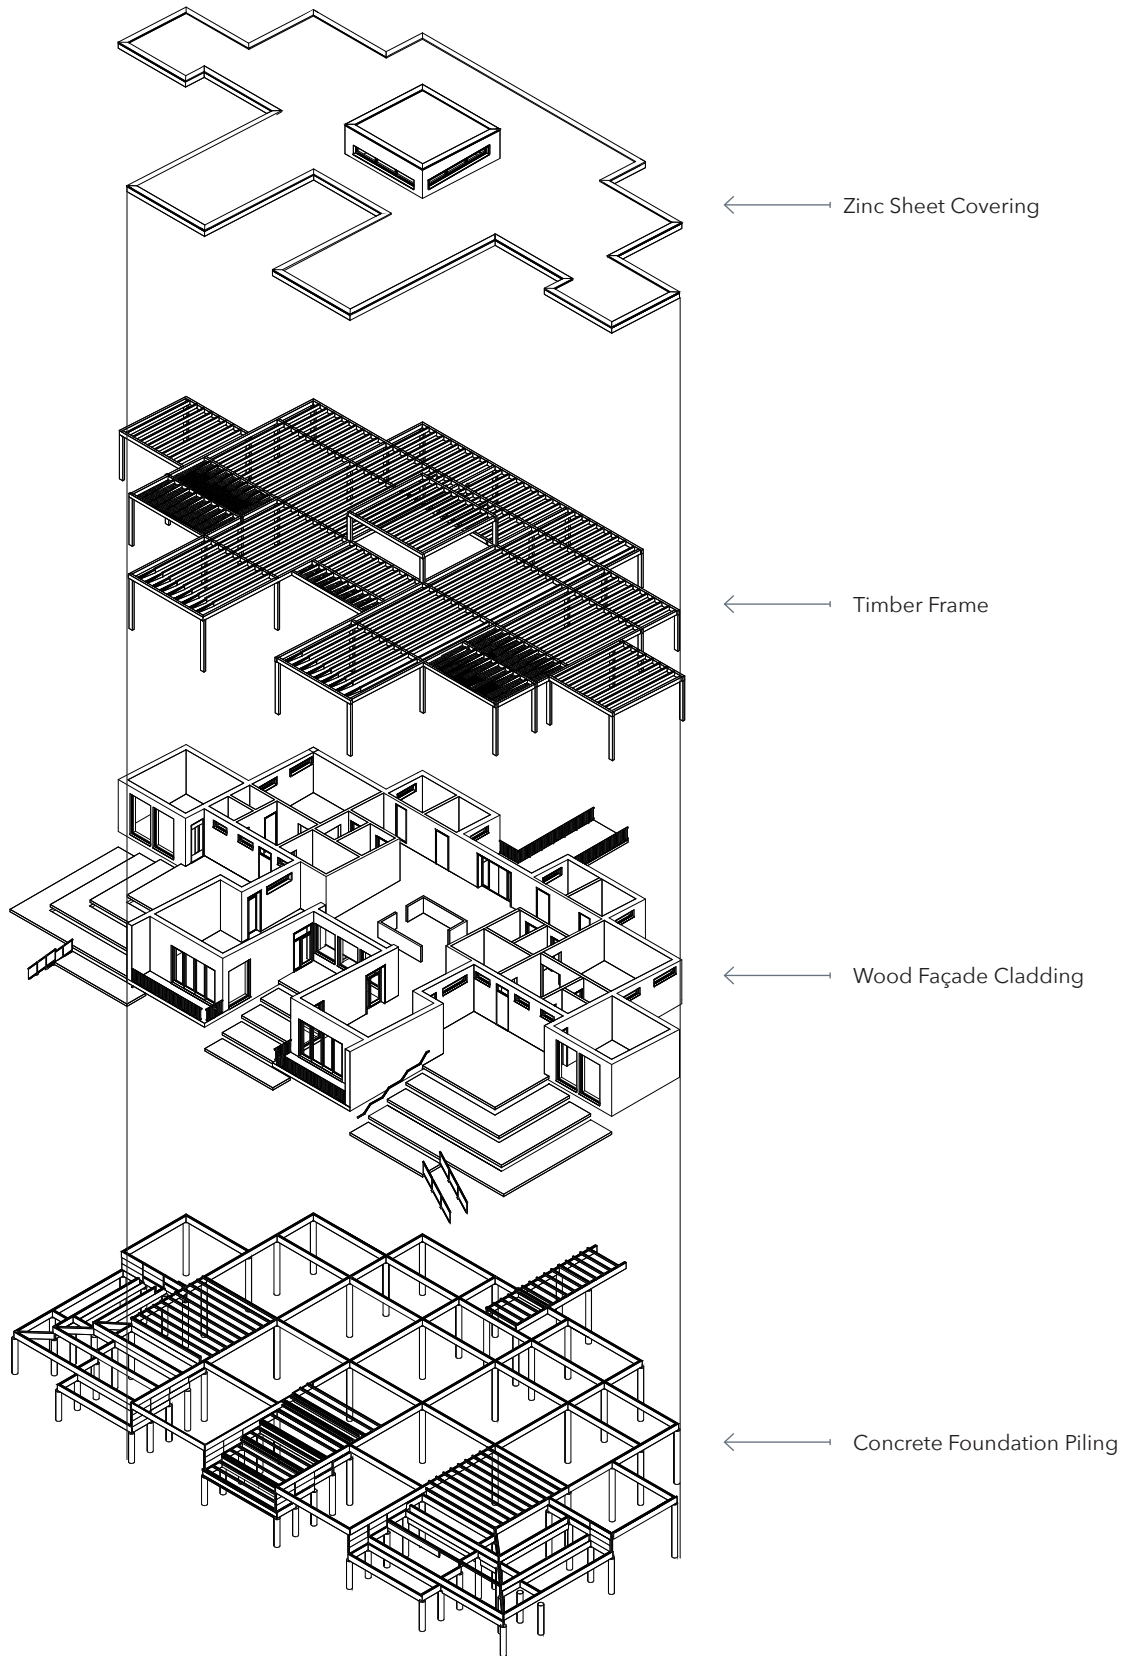 Zinc Sheet Covering
Timber Frame
Wood Façade Cladding
Concrete Foundation Piling